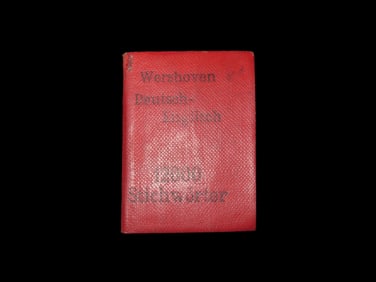 Wershoven
Deutsch-
Englisch
12000
Stichwörter